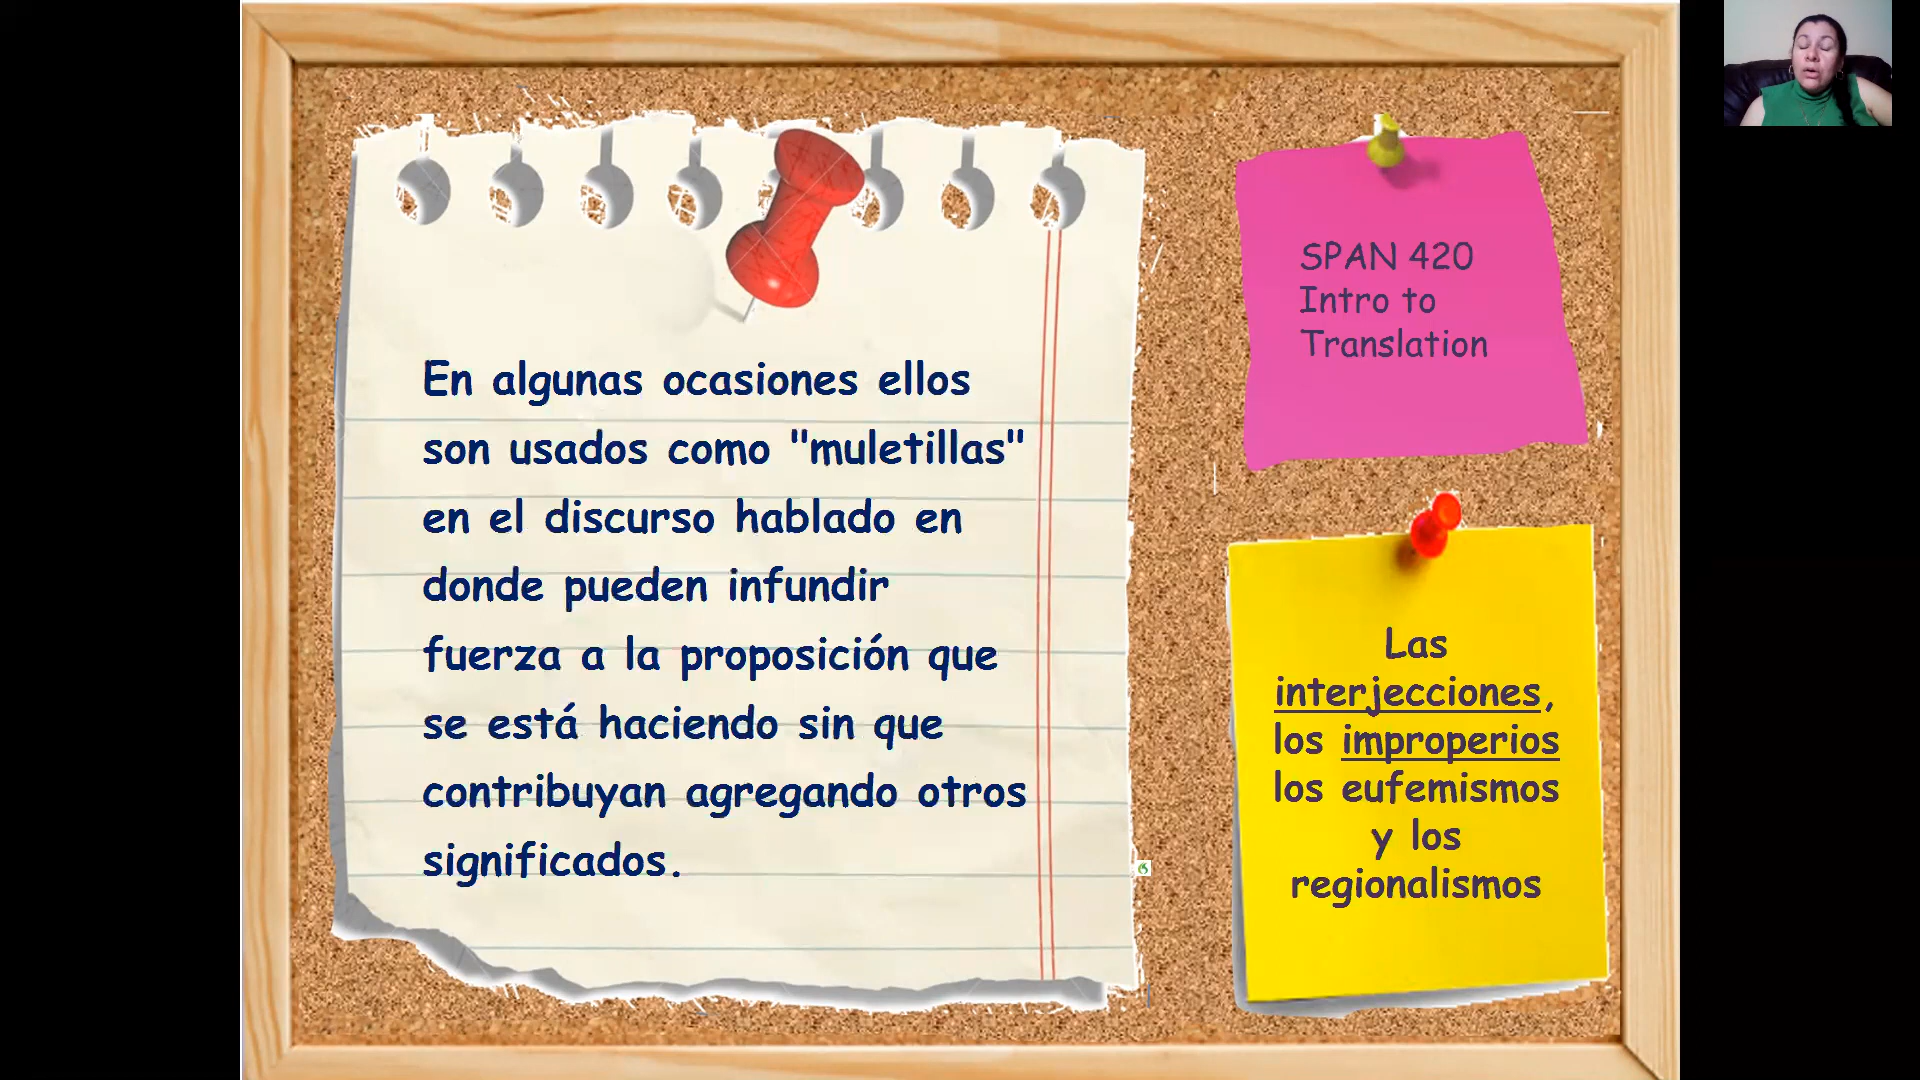 En algunas ocasiones ellos
son usados como "muletillas"
en el discurso hablado en
donde pueden infundir
fuerza a la proposición que
se está haciendo sin que
contribuyan agregando otros
significados.
SPAN 420
Intro to
Translation
Las
interjecciones,
los improperios
los eufemismos
y los
regionalismos